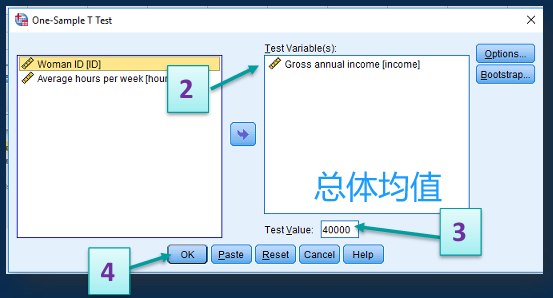 One-Sample T Test
Test Variable(s):
Woman ID [ID]
Average hours per week [hour
Gross annual income [income]
Options...
Bootstrap...
2
总体均值
Test Value: 40000
3
4
OK Paste Reset Cancel Help